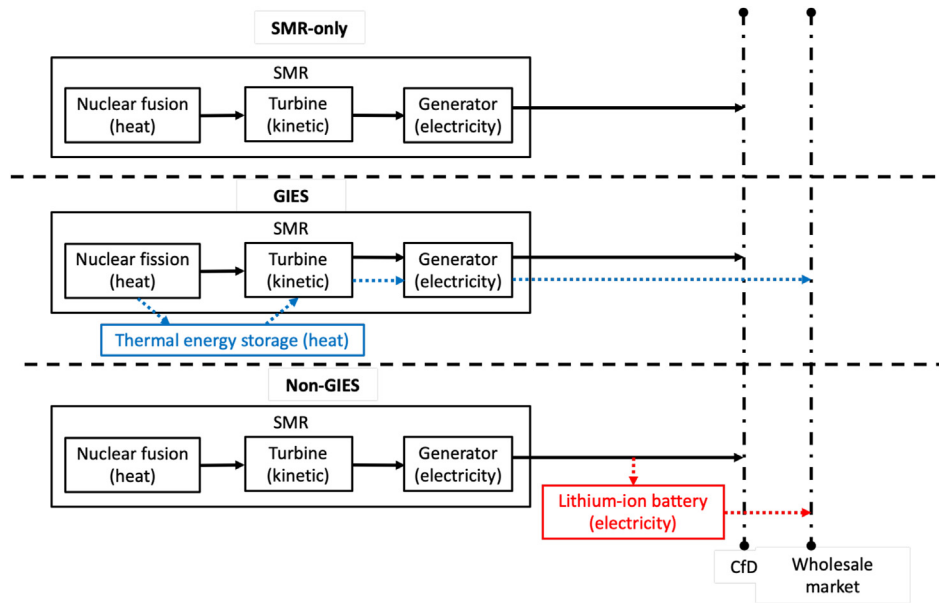 SMR-only
SMR
Nuclear fusion
(heat)
Turbine
(kinetic)
Generator
(electricity)
GIES
SMR
Nuclear fission
(heat)
Turbine
(kinetic)
Generator
(electricity)
Thermal energy storage (heat)
Non-GIES
SMR
Nuclear fusion
(heat)
Turbine
(kinetic)
Generator
(electricity)
Lithium-ion battery
(electricity)
CfD
Wholesale
market